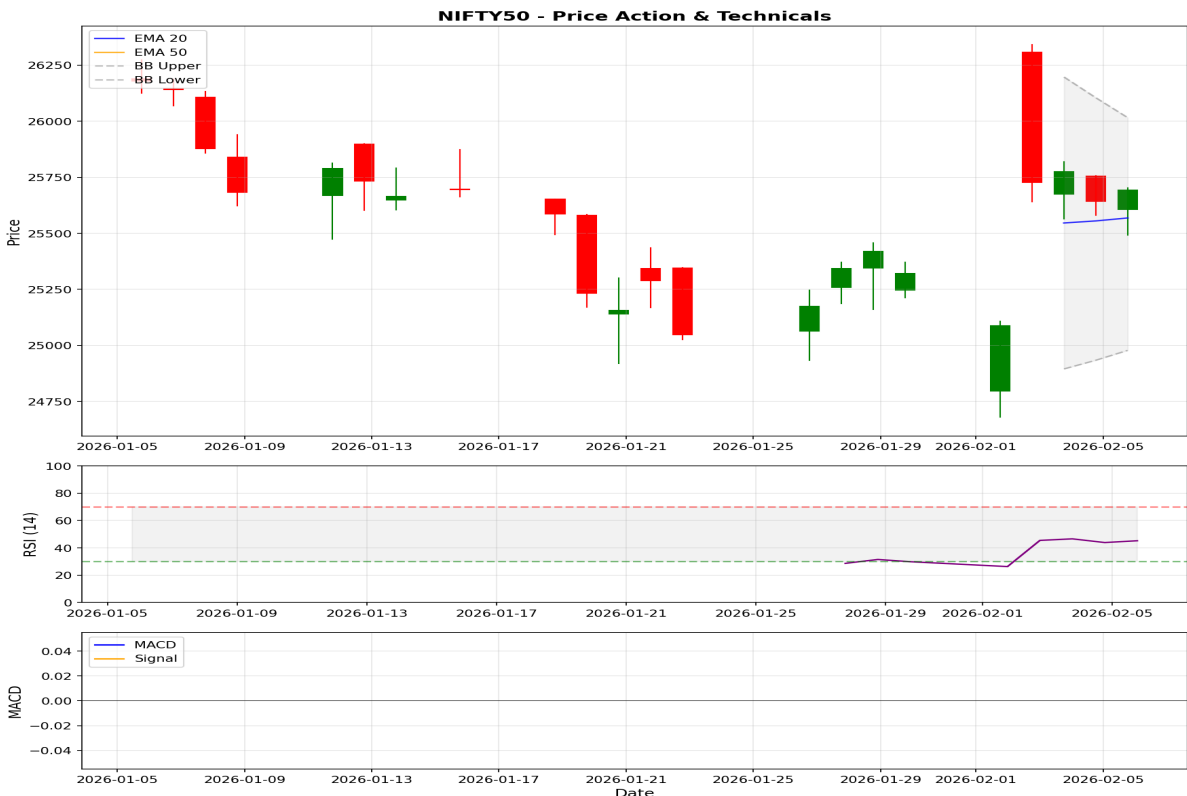 NIFTY50 - Price Action & Technicals
EMA 20
EMA 50
BB Upper
BB Lower
Price
26250
26000
25750
25500
25250
25000
24750
2026-01-05 2026-01-09 2026-01-13 2026-01-17 2026-01-21 2026-01-25 2026-01-29 2026-02-01 2026-02-05
RSI (14)
100
80
60
40
20
0
2026-01-05 2026-01-09 2026-01-13 2026-01-17 2026-01-21 2026-01-25 2026-01-29 2026-02-01 2026-02-05
MACD
Signal
MACD
0.04
0.02
0.00
−0.02
−0.04
2026-01-05 2026-01-09 2026-01-13 2026-01-17 2026-01-21 2026-01-25 2026-01-29 2026-02-01 2026-02-05
Date